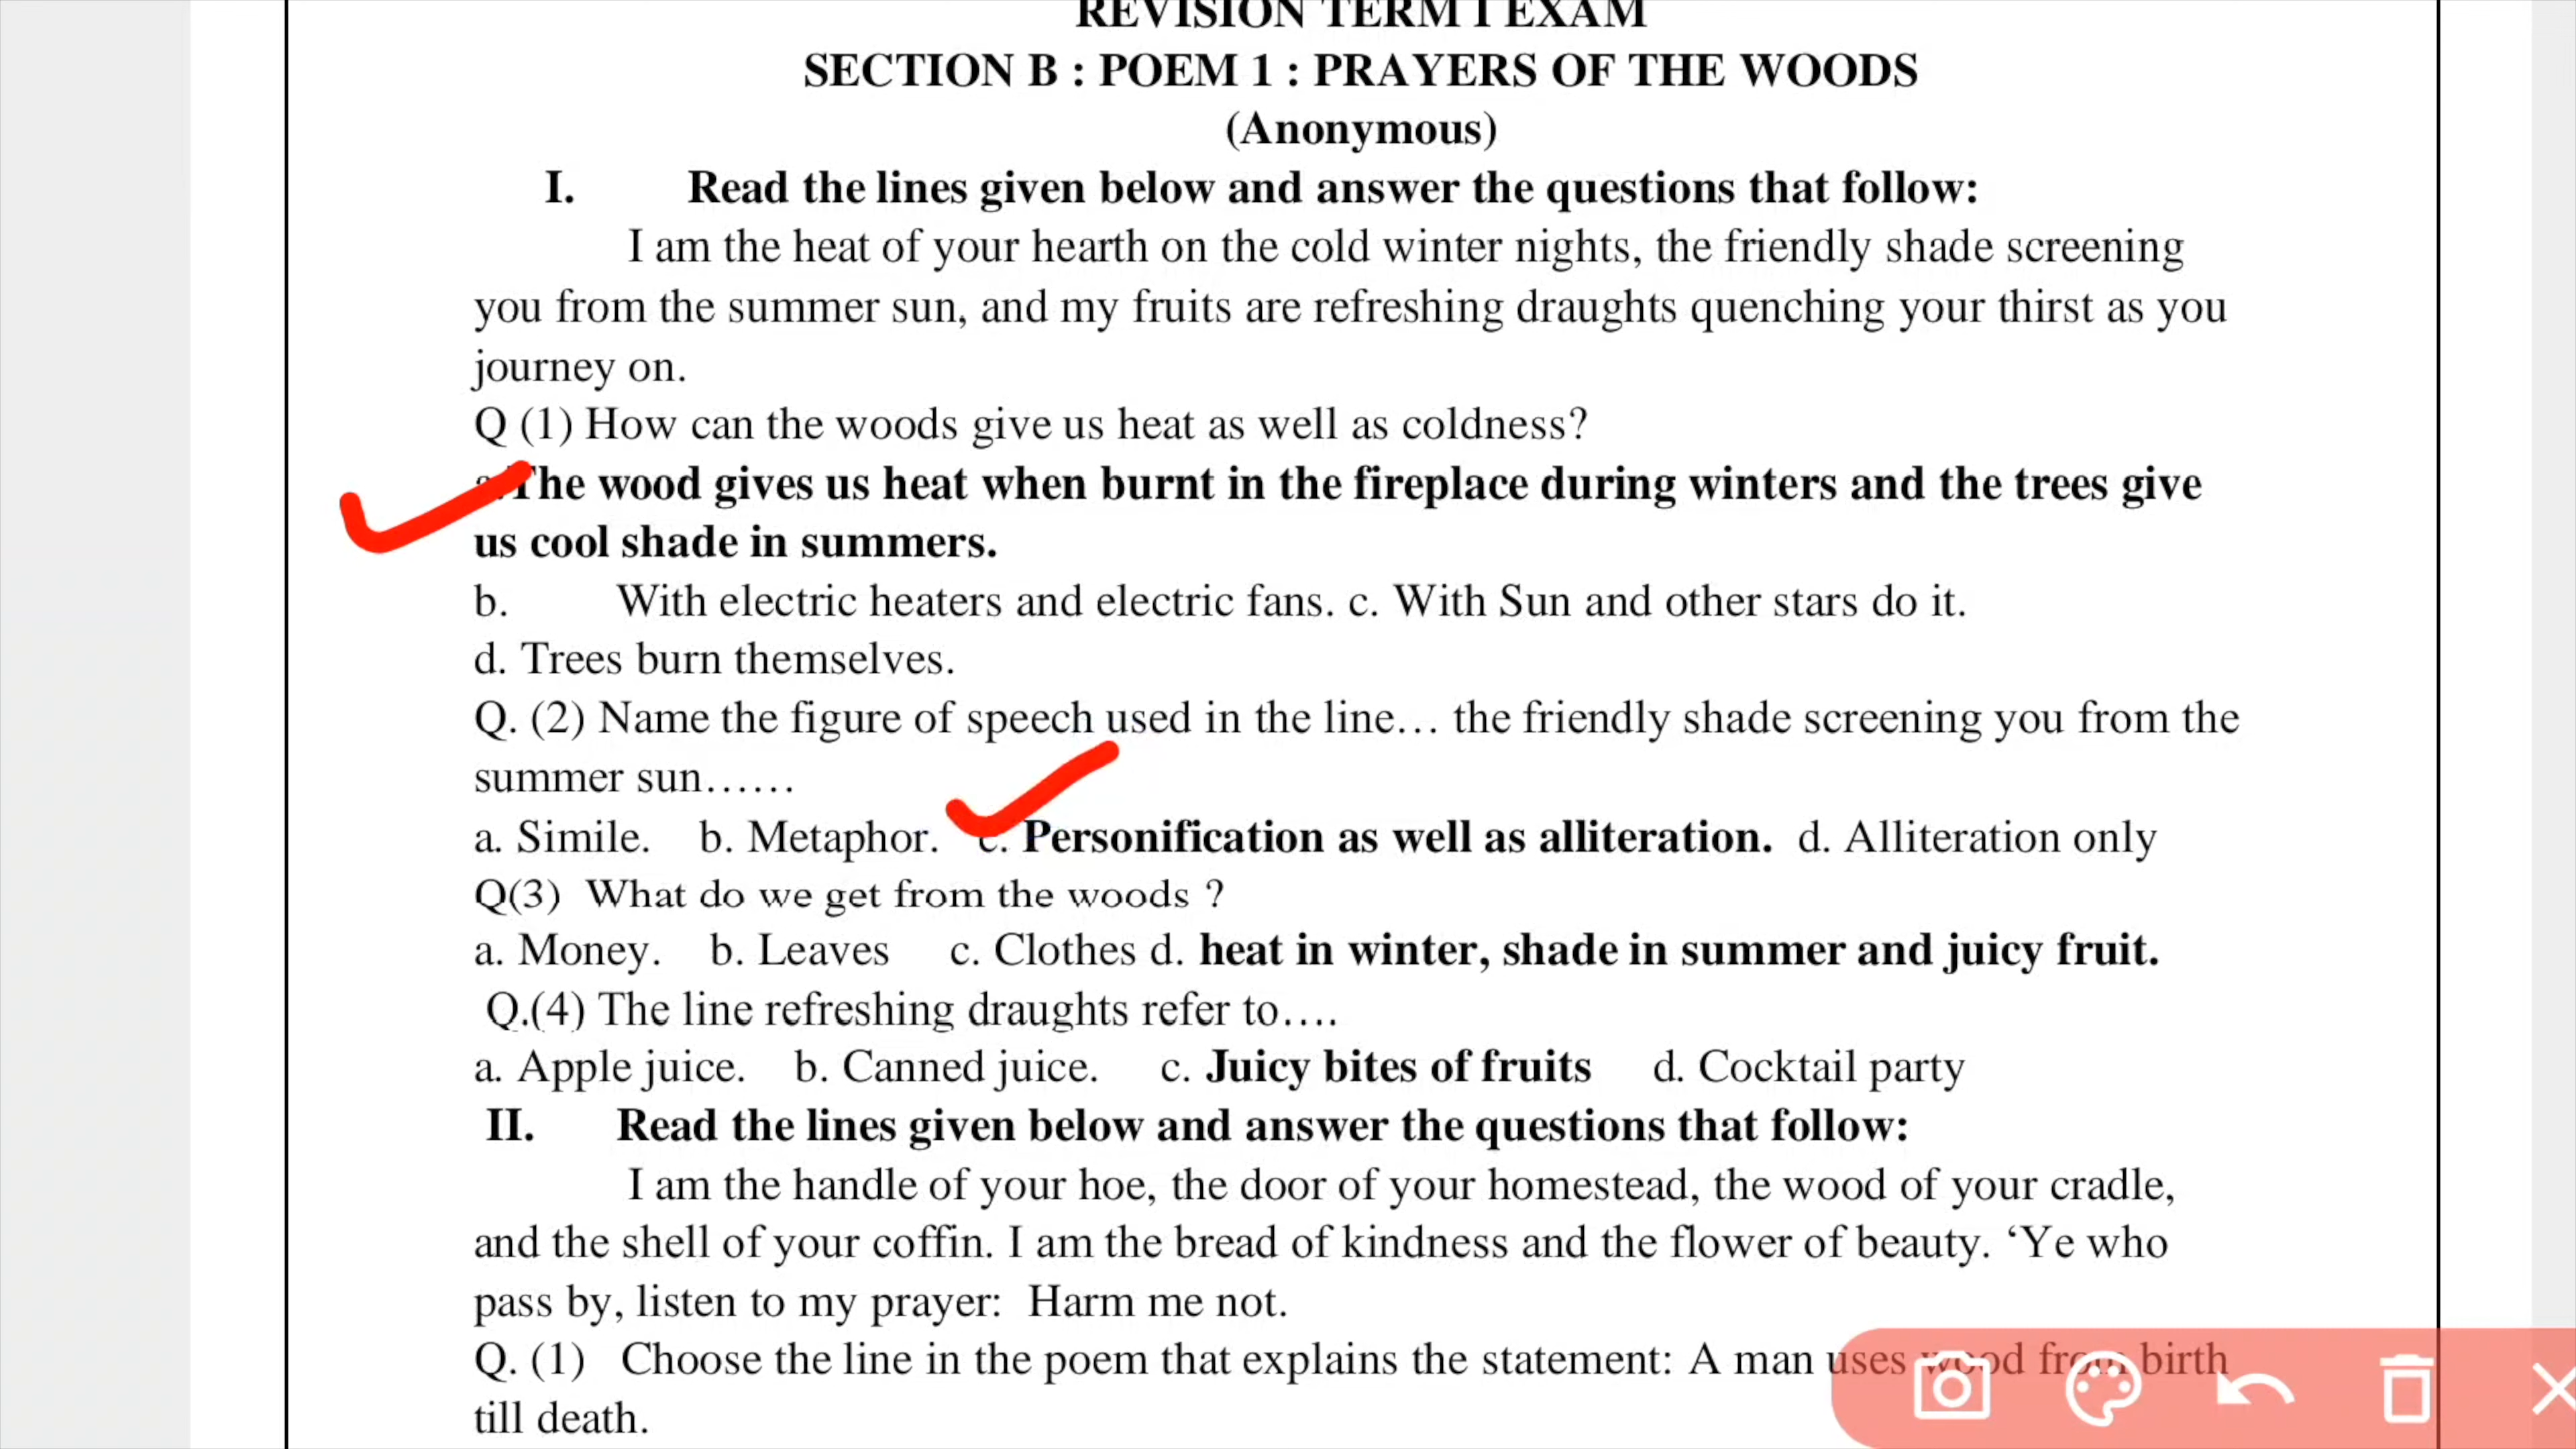 REVISION TERM I EXAM
SECTION B : POEM 1 : PRAYERS OF THE WOODS
(Anonymous)
I. Read the lines given below and answer the questions that follow:
I am the heat of your hearth on the cold winter nights, the friendly shade screening
you from the summer sun, and my fruits are refreshing draughts quenching your thirst as you
journey on.
Q (1) How can the woods give us heat as well as coldness?
a. The wood gives us heat when burnt in the fireplace during winters and the trees give
us cool shade in summers.
b. With electric heaters and electric fans. c. With Sun and other stars do it.
d. Trees burn themselves.
Q. (2) Name the figure of speech used in the line… the friendly shade screening you from the
summer sun……
a. Simile. b. Metaphor. c. Personification as well as alliteration. d. Alliteration only
Q(3) What do we get from the woods ?
a. Money. b. Leaves c. Clothes d. heat in winter, shade in summer and juicy fruit.
Q.(4) The line refreshing draughts refer to….
a. Apple juice. b. Canned juice. c. Juicy bites of fruits d. Cocktail party
II. Read the lines given below and answer the questions that follow:
I am the handle of your hoe, the door of your homestead, the wood of your cradle,
and the shell of your coffin. I am the bread of kindness and the flower of beauty. ‘Ye who
pass by, listen to my prayer: Harm me not.
Q. (1) Choose the line in the poem that explains the statement: A man uses wood from birth
till death.